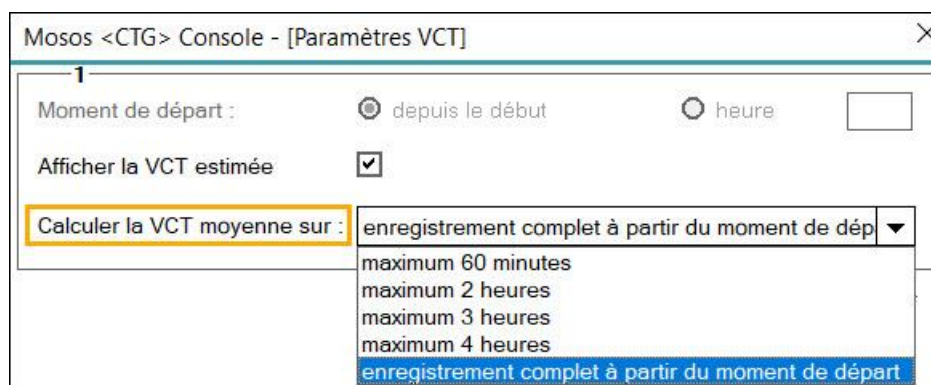 Mosos <CTG> Console - [Paramètres VCT]
1
Moment de départ : depuis le début heure
Afficher la VCT estimée
Calculer la VCT moyenne sur : enregistrement complet à partir du moment de dép
maximum 60 minutes
maximum 2 heures
maximum 3 heures
maximum 4 heures
enregistrement complet à partir du moment de départ